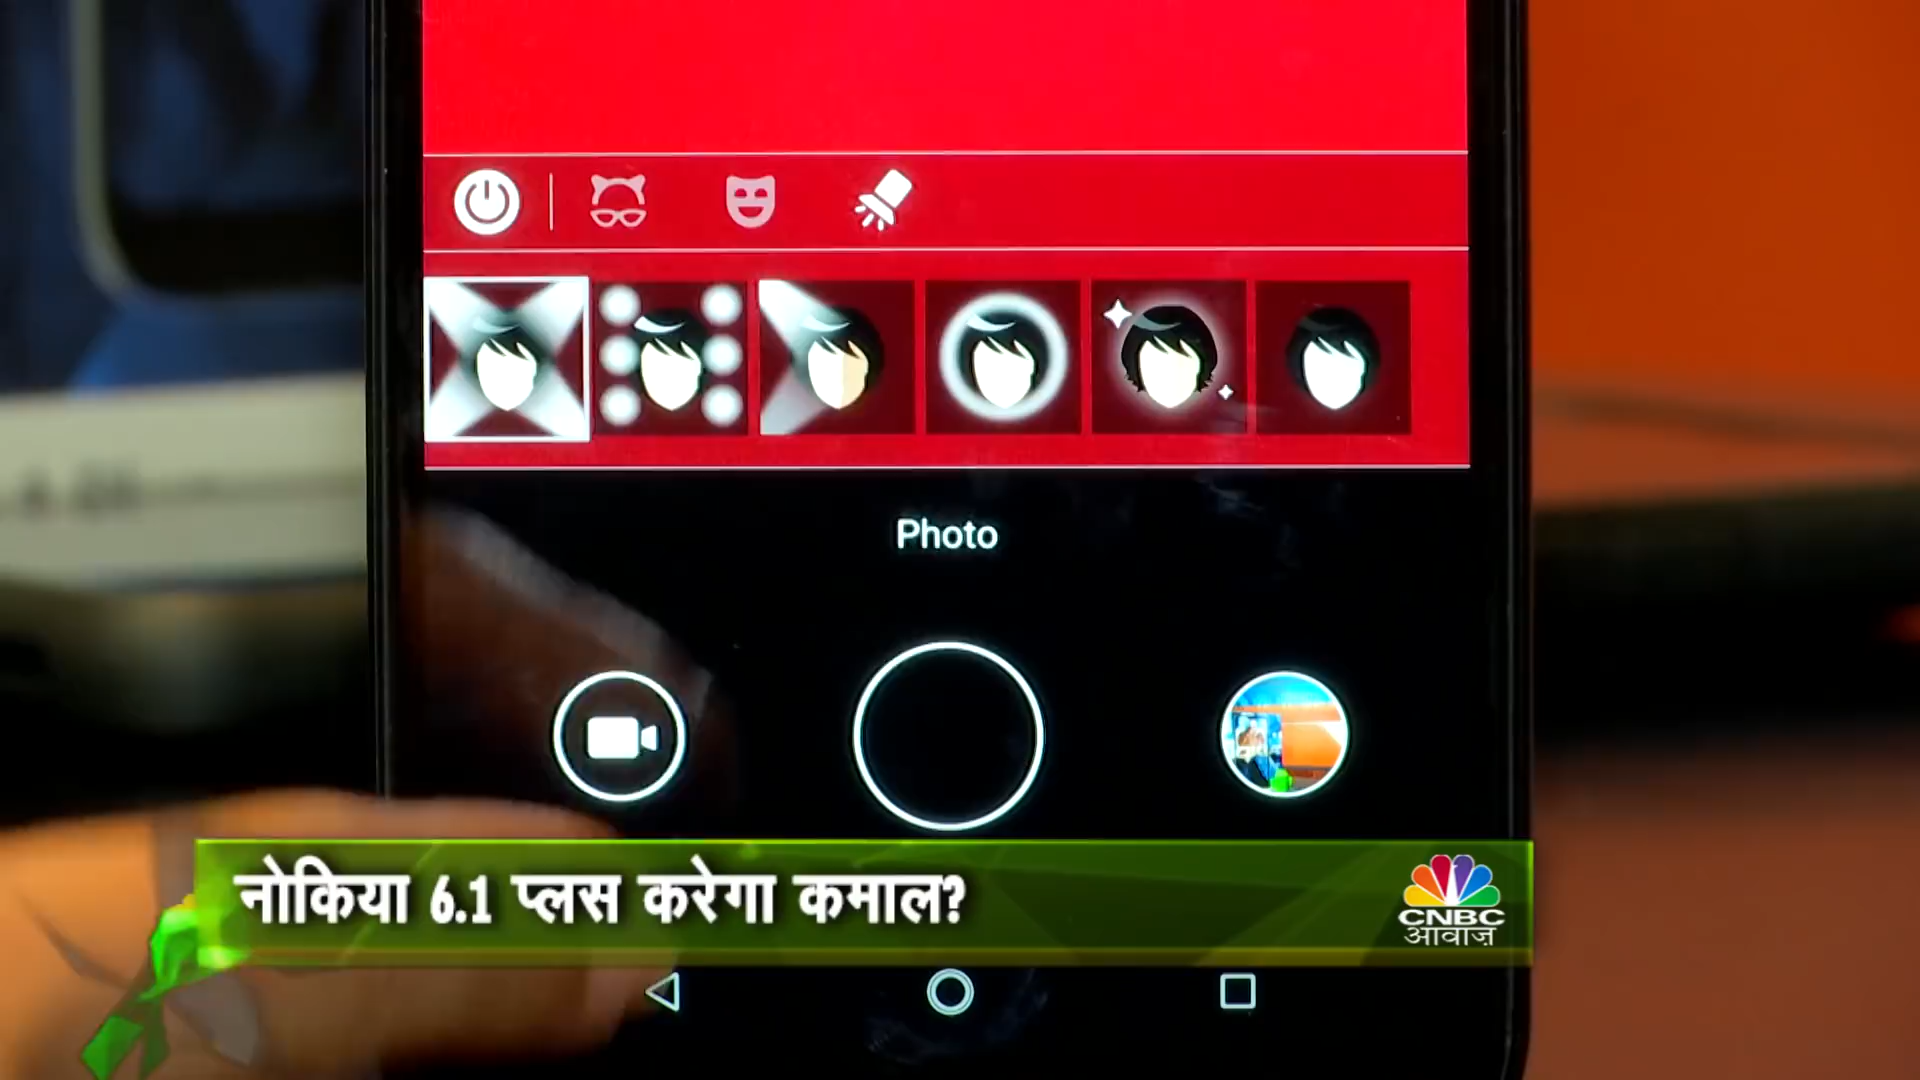 Photo
नोकिया 6.1 प्लस करेगा कमाल?
CNBC
आवाज़